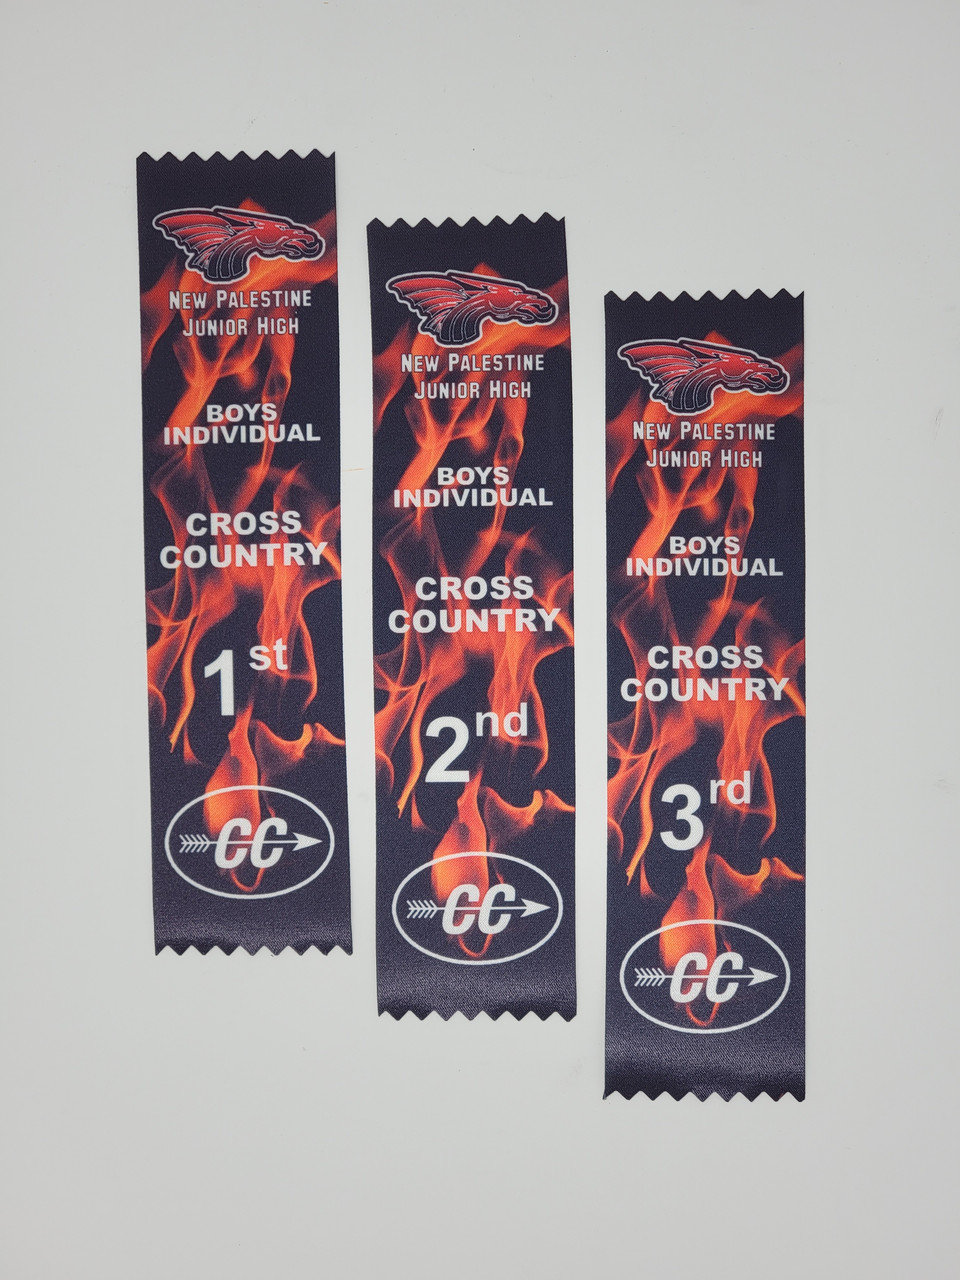 New Palestine
Junior High
BOYS
INDIVIDUAL
CROSS
COUNTRY
1st
CC
New Palestine
Junior High
BOYS
INDIVIDUAL
CROSS
COUNTRY
2nd
CC
New Palestine
Junior High
BOYS
INDIVIDUAL
CROSS
COUNTRY
3rd
CC